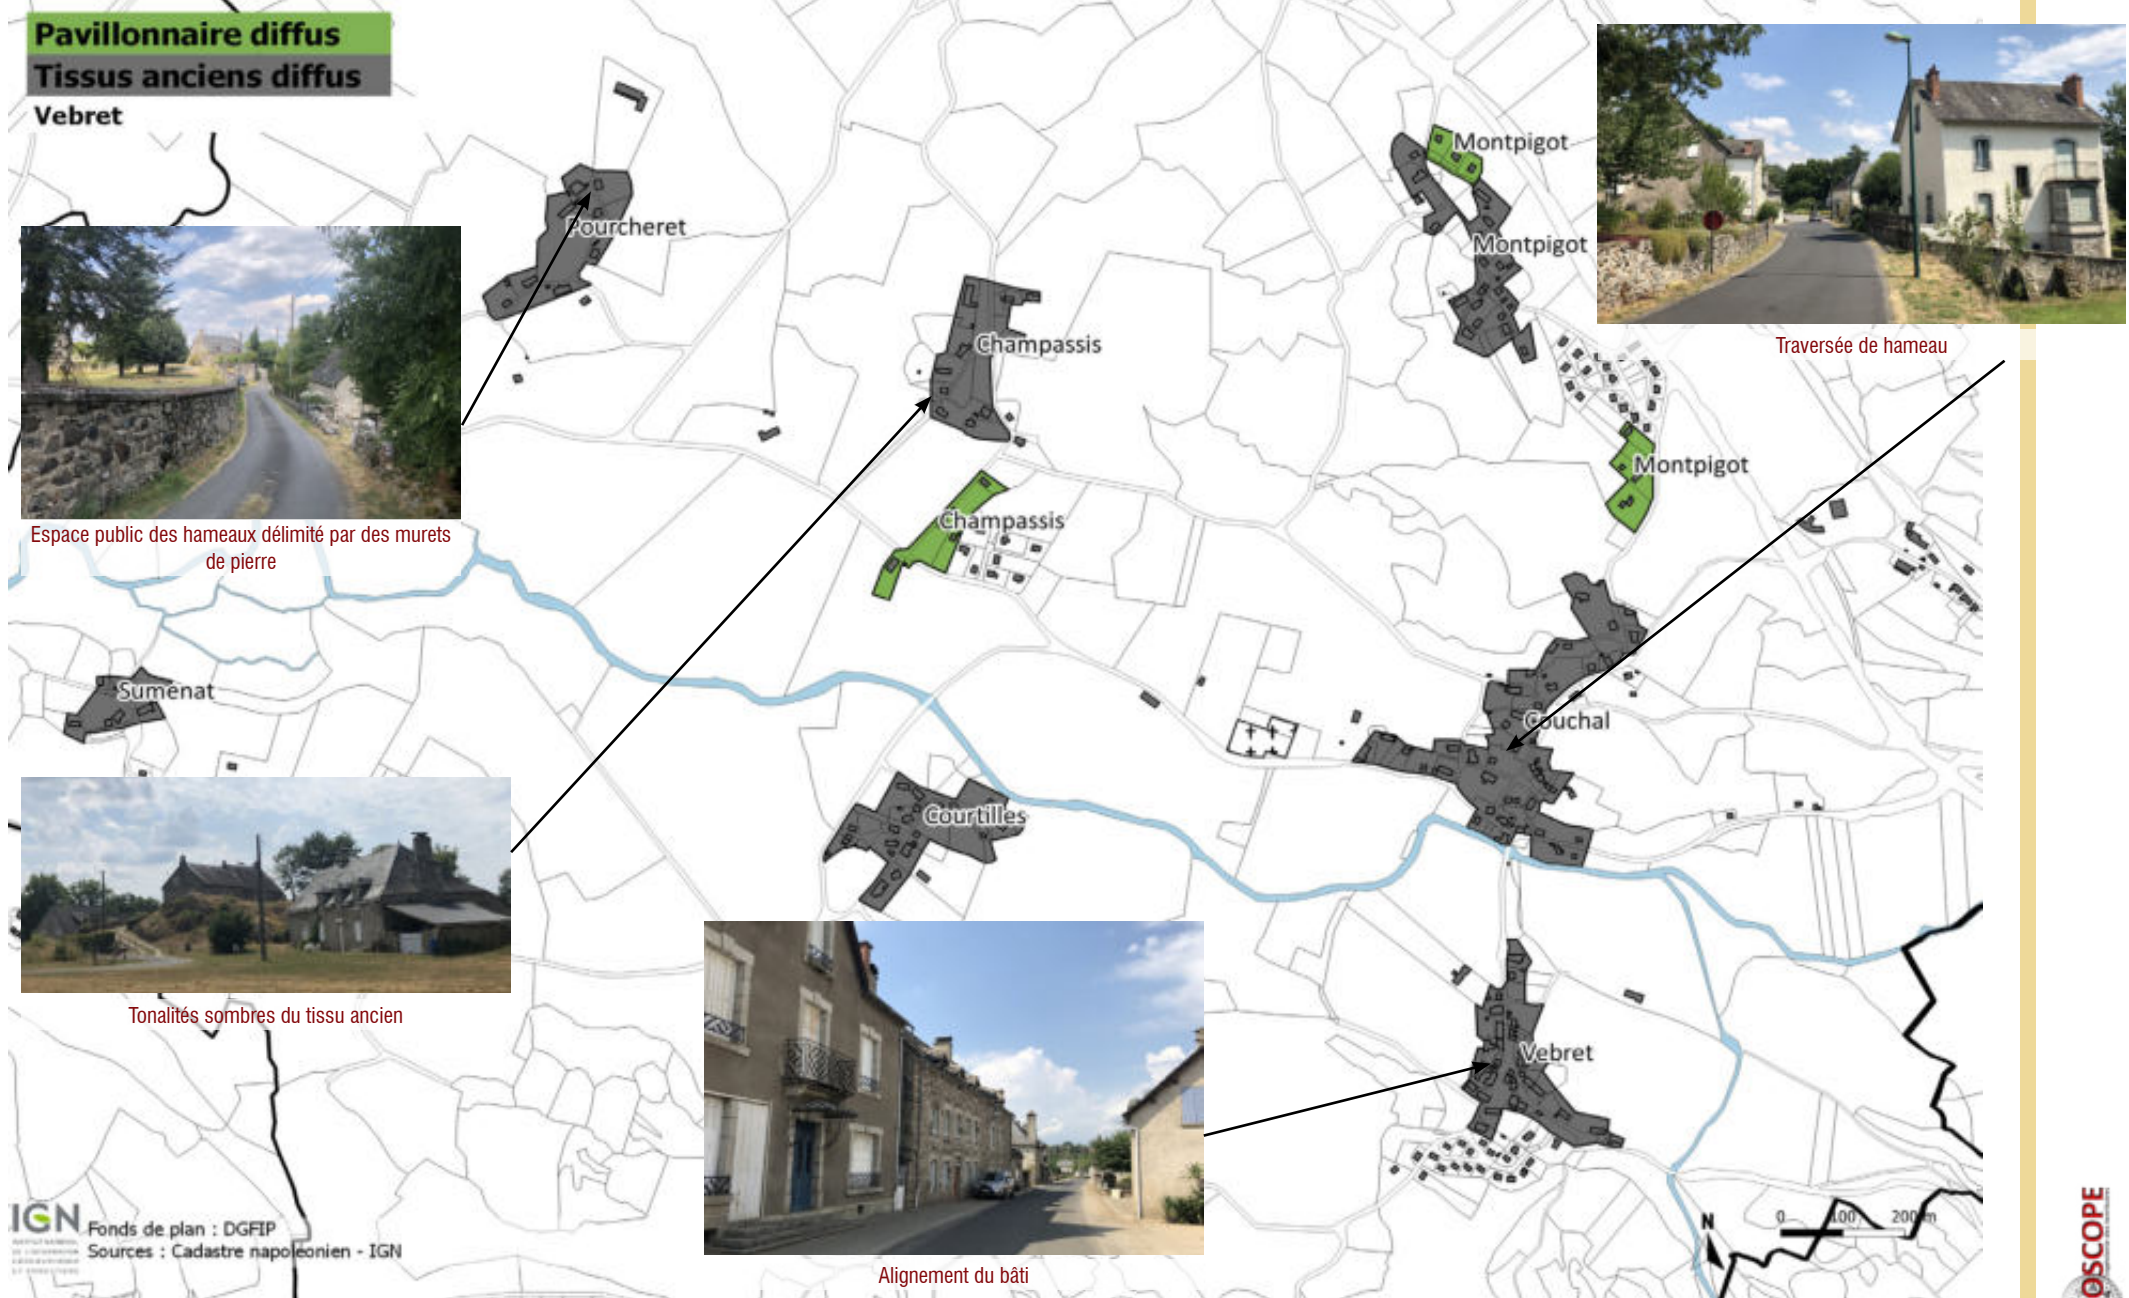 Pavillonnaire diffus
Tissus anciens diffus
Vebret
Montpigot
Pourcheret
Montpigot
Champassis
Traversée de hameau
Montpigot
Champassis
Espace public des hameaux délimité par des murets
de pierre
Sumenat
Couchal
Courtilles
Tonalités sombres du tissu ancien
Vebret
IGN
Fonds de plan : DGFIP
Sources : Cadastre napoleonien - IGN
Alignement du bâti
N
0 100 200 m
OSCOPE